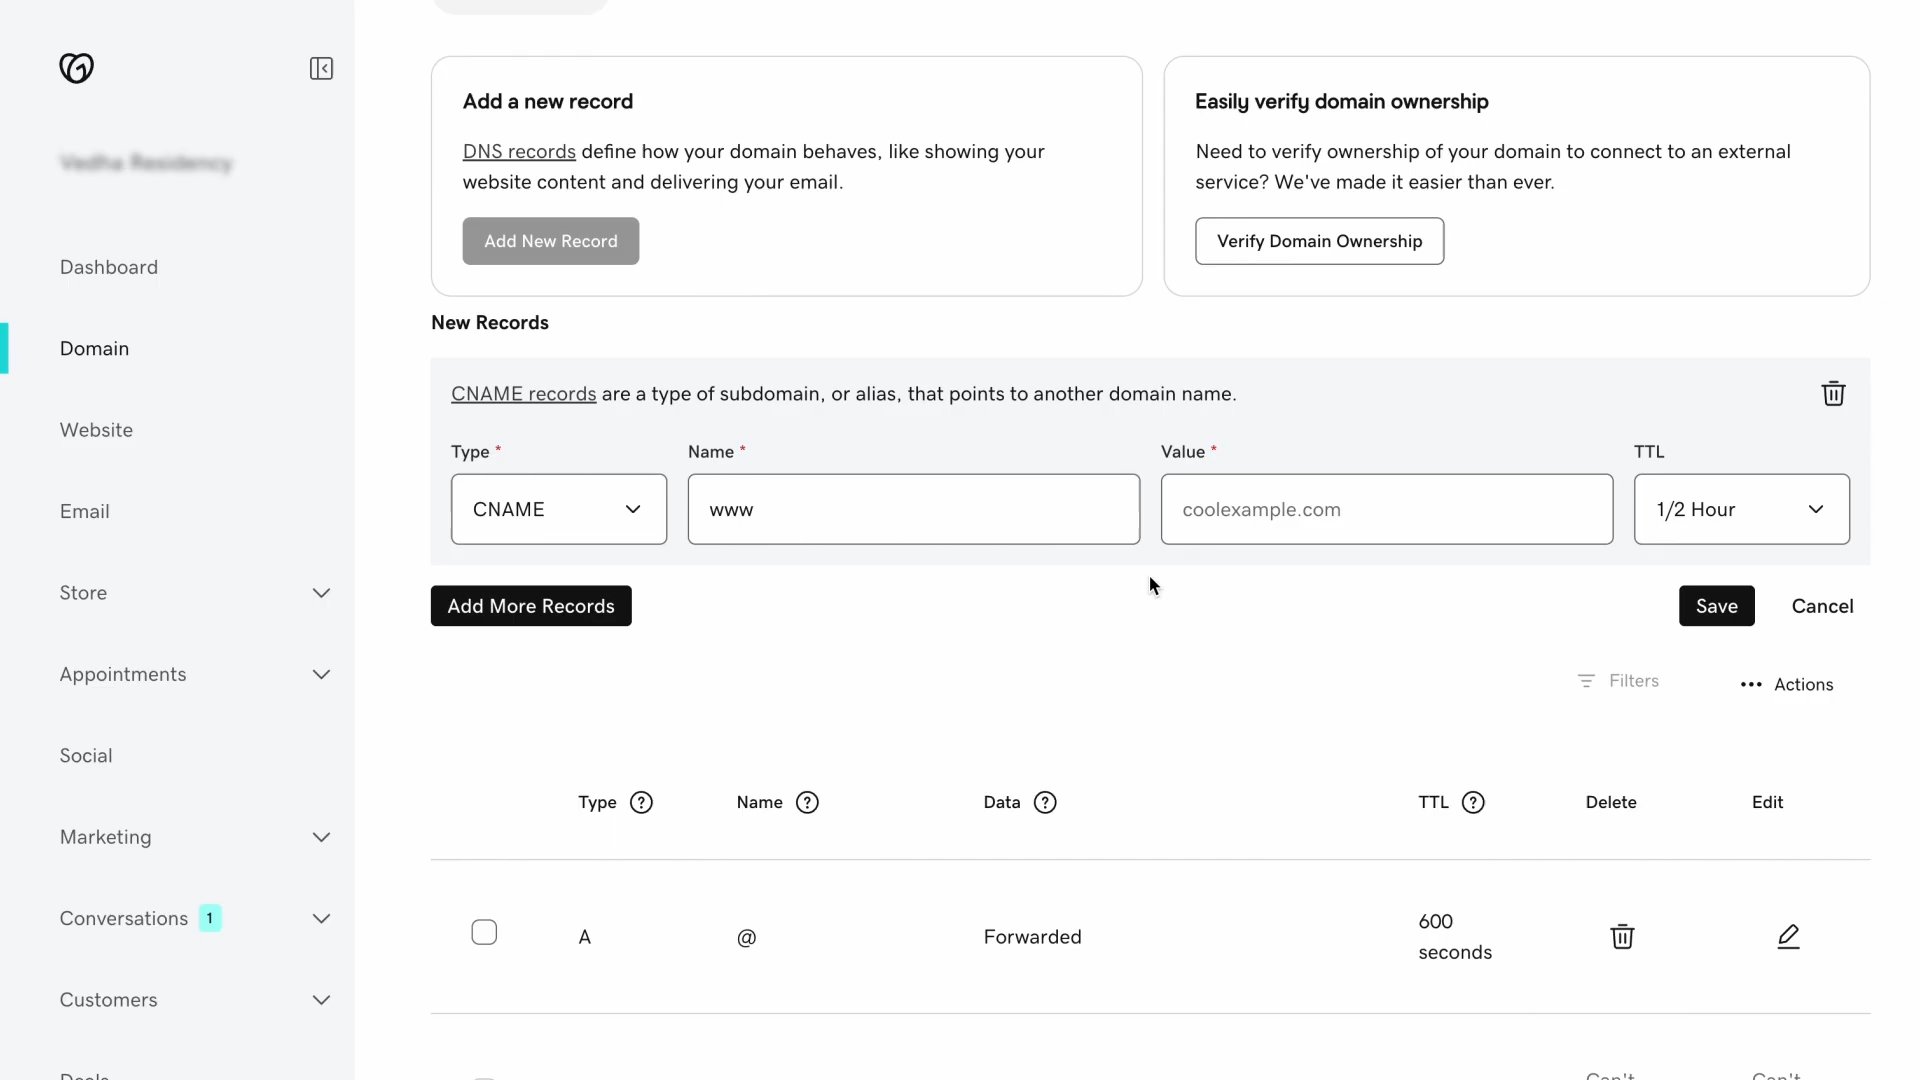 Vedha Residency
Dashboard
Domain
Website
Email
Store
Appointments
Social
Marketing
Conversations 1
Customers
Deals
Add a new record
DNS records define how your domain behaves, like showing your
website content and delivering your email.
Add New Record
Easily verify domain ownership
Need to verify ownership of your domain to connect to an external
service? We've made it easier than ever.
Verify Domain Ownership
New Records
CNAME records are a type of subdomain, or alias, that points to another domain name.
Type * Name * Value * TTL
CNAME www coolexample.com 1/2 Hour
Add More Records Save Cancel
Filters Actions
Type Name Data TTL Delete Edit
A @ Forwarded 600
seconds
Can't Can't